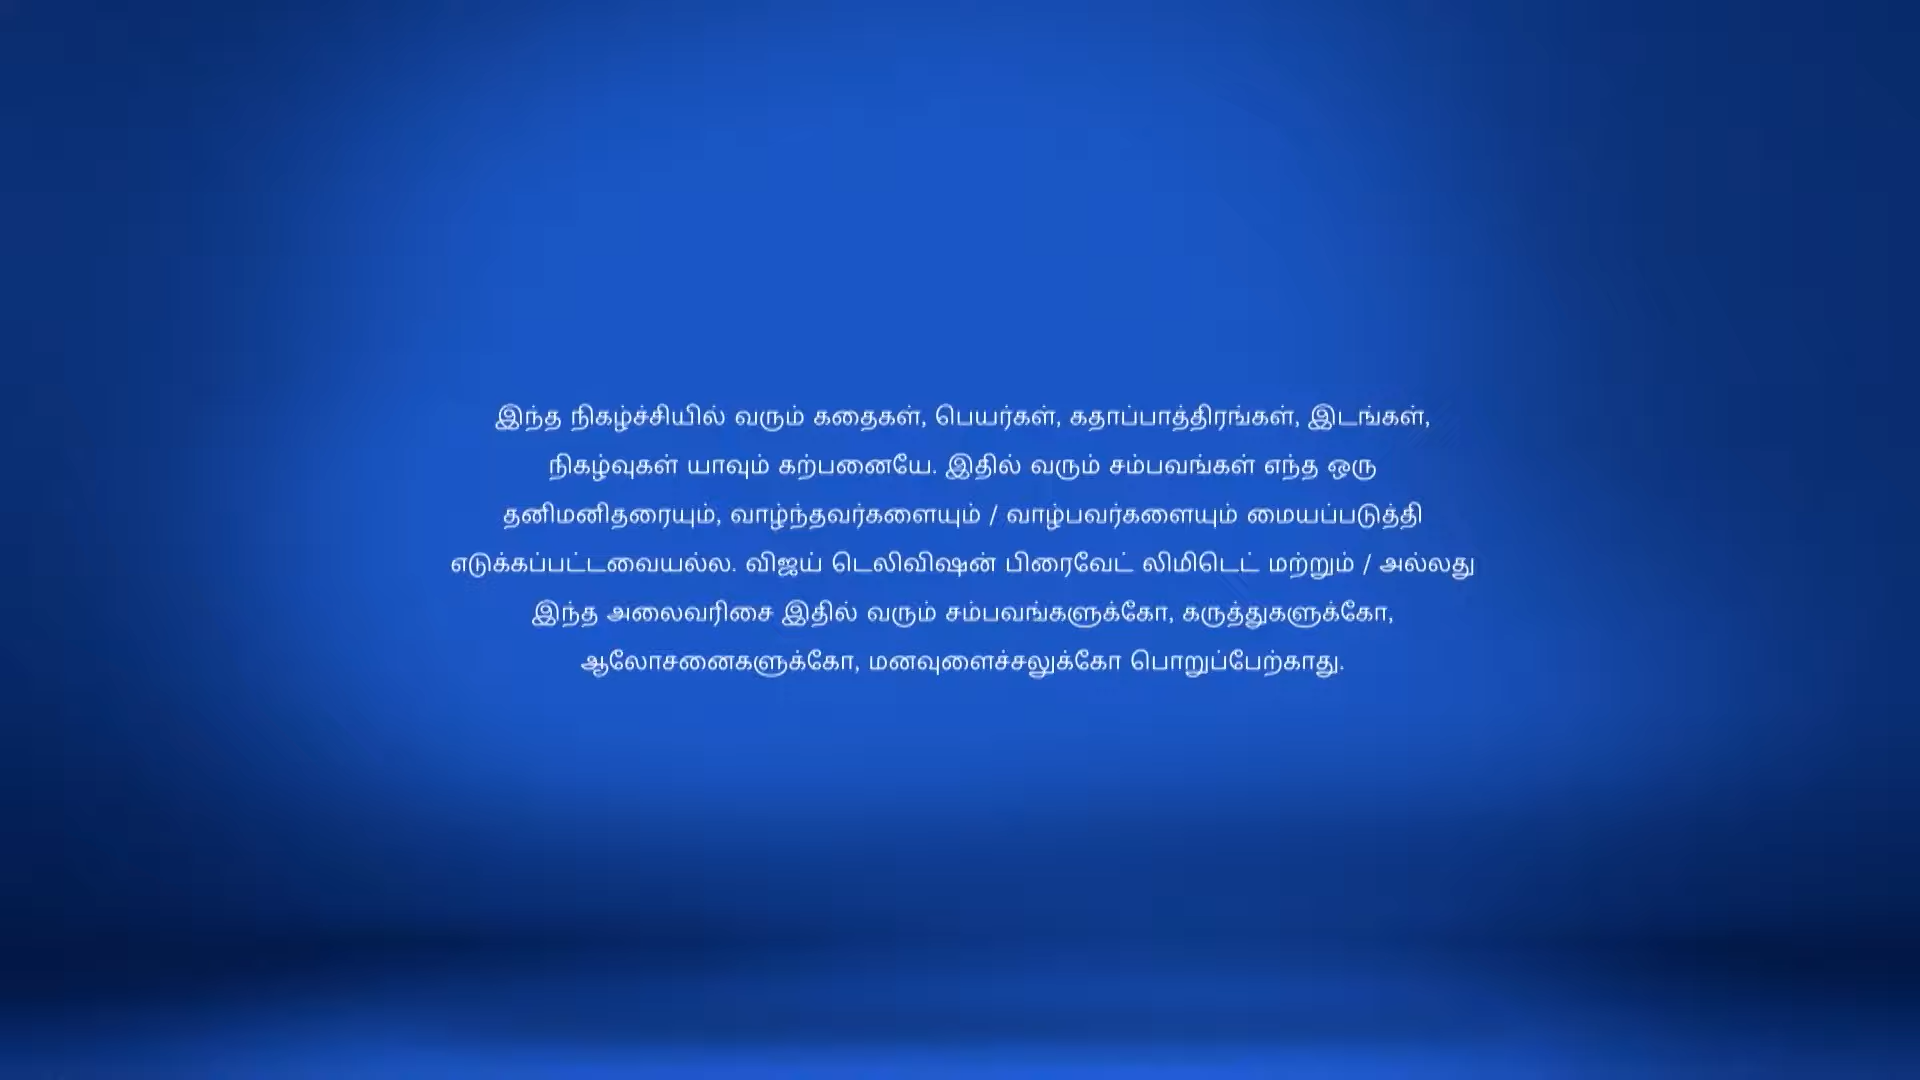 இந்த நிகழ்ச்சியில் வரும் கதைகள், பெயர்கள், கதாப்பாத்திரங்கள், இடங்கள்,
நிகழ்வுகள் யாவும் கற்பனையே. இதில் வரும் சம்பவங்கள் எந்த ஒரு
தனிமனிதரையும், வாழ்ந்தவர்களையும் / வாழ்பவர்களையும் மையப்படுத்தி
எடுக்கப்பட்டவையல்ல. விஜய் டெலிவிஷன் பிரைவேட் லிமிடெட் மற்றும் / அல்லது
இந்த அலைவரிசை இதில் வரும் சம்பவங்களுக்கோ, கருத்துகளுக்கோ,
ஆலோசனைகளுக்கோ, மனவுளைச்சலுக்கோ பொறுப்பேற்காது.